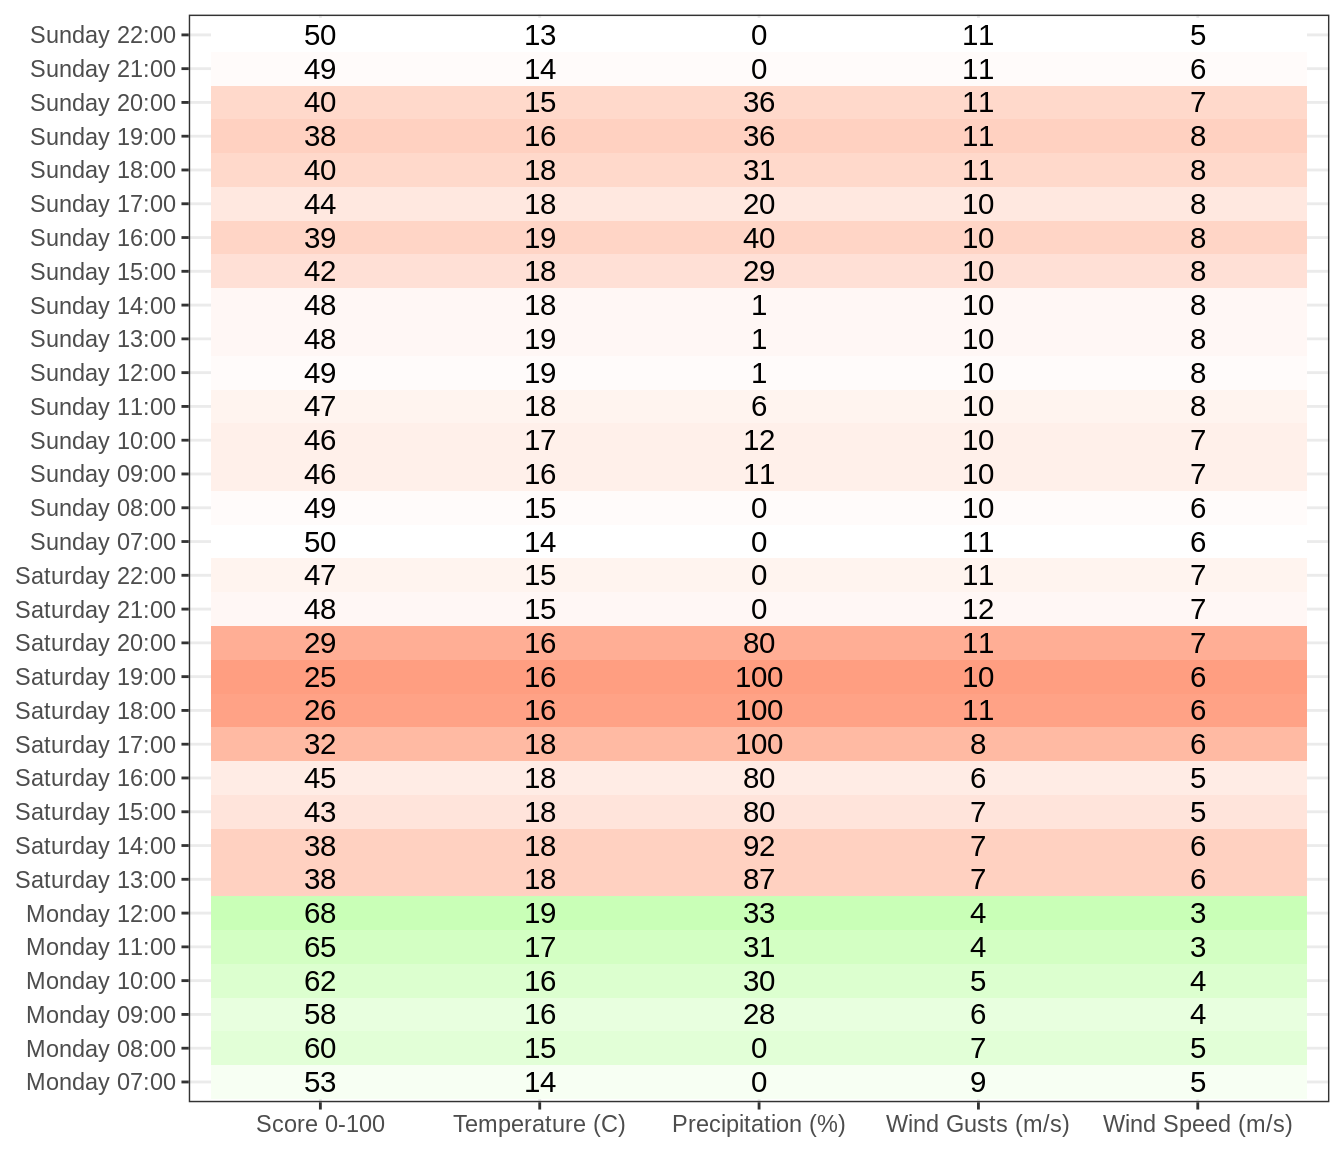 Sunday 22:00 50 13 0 11 5
Sunday 21:00 49 14 0 11 6
Sunday 20:00 40 15 36 11 7
Sunday 19:00 38 16 36 11 8
Sunday 18:00 40 18 31 11 8
Sunday 17:00 44 18 20 10 8
Sunday 16:00 39 19 40 10 8
Sunday 15:00 42 18 29 10 8
Sunday 14:00 48 18 1 10 8
Sunday 13:00 48 19 1 10 8
Sunday 12:00 49 19 1 10 8
Sunday 11:00 47 18 6 10 8
Sunday 10:00 46 17 12 10 7
Sunday 09:00 46 16 11 10 7
Sunday 08:00 49 15 0 10 6
Sunday 07:00 50 14 0 11 6
Saturday 22:00 47 15 0 11 7
Saturday 21:00 48 15 0 12 7
Saturday 20:00 29 16 80 11 7
Saturday 19:00 25 16 100 10 6
Saturday 18:00 26 16 100 11 6
Saturday 17:00 32 18 100 8 6
Saturday 16:00 45 18 80 6 5
Saturday 15:00 43 18 80 7 5
Saturday 14:00 38 18 92 7 6
Saturday 13:00 38 18 87 7 6
Monday 12:00 68 19 33 4 3
Monday 11:00 65 17 31 4 3
Monday 10:00 62 16 30 5 4
Monday 09:00 58 16 28 6 4
Monday 08:00 60 15 0 7 5
Monday 07:00 53 14 0 9 5
Score 0-100 Temperature (C) Precipitation (%) Wind Gusts (m/s) Wind Speed (m/s)